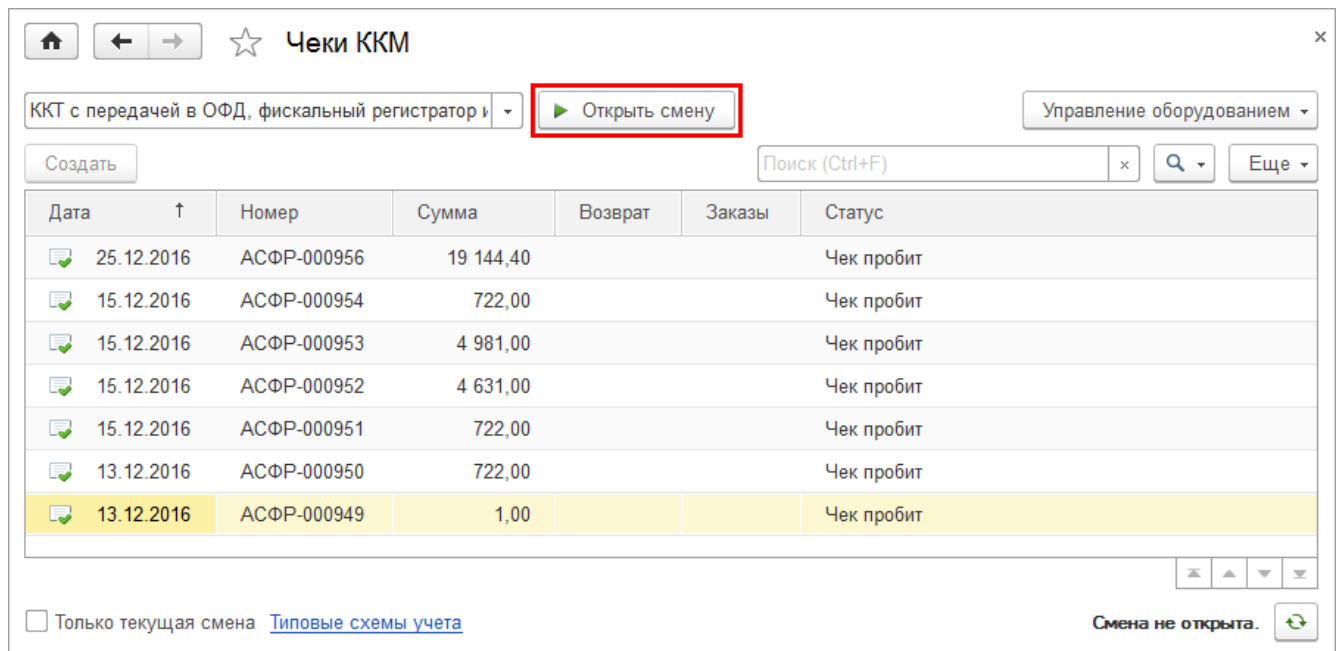 Чеки ККМ
ККТ с передачей в ОФД, фискальный регистратор и
Открыть смену
Управление оборудованием
Создать
Поиск (Ctrl+F)
Еще
Дата Номер Сумма Возврат Заказы Статус
25.12.2016 АСФР-000956 19 144,40 Чек пробит
15.12.2016 АСФР-000954 722,00 Чек пробит
15.12.2016 АСФР-000953 4 981,00 Чек пробит
15.12.2016 АСФР-000952 4 631,00 Чек пробит
15.12.2016 АСФР-000951 722,00 Чек пробит
13.12.2016 АСФР-000950 722,00 Чек пробит
13.12.2016 АСФР-000949 1,00 Чек пробит
Только текущая смена Типовые схемы учета Смена не открыта.